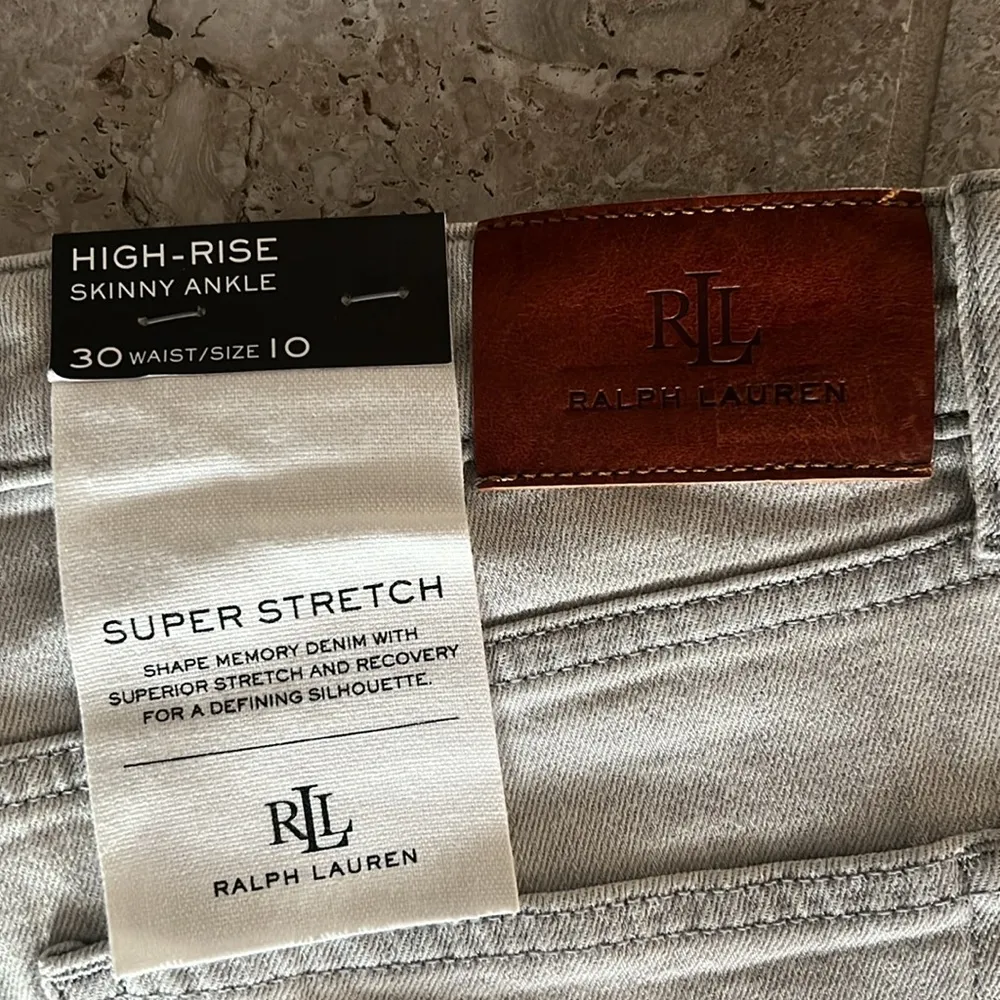 HIGH-RISE
SKINNY ANKLE
30 WAIST/SIZE 10
SUPER STRETCH
SHAPE MEMORY DENIM WITH
SUPERIOR STRETCH AND RECOVERY
FOR A DEFINING SILHOUETTE.
RLL
RALPH LAUREN
RLL
RALPH LAUREN